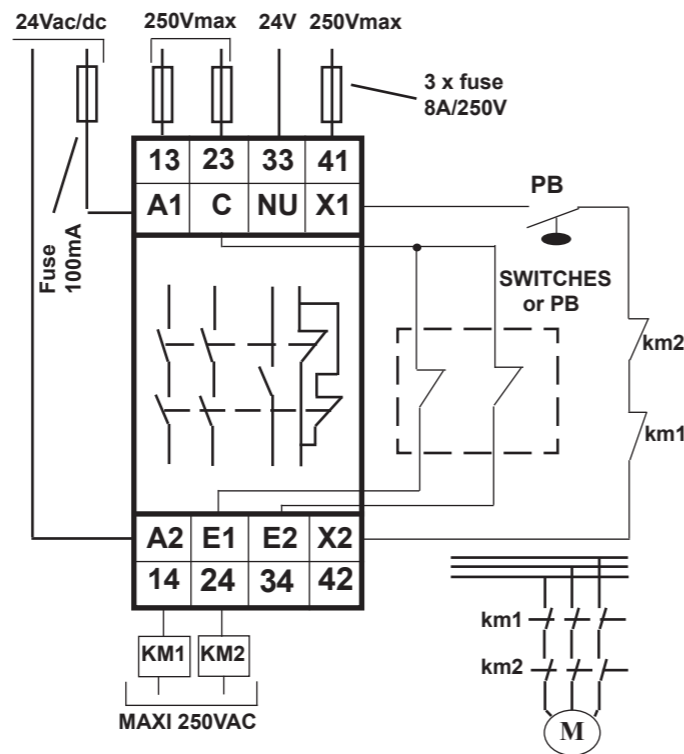 24Vac/dc 250Vmax 24V 250Vmax
3 x fuse
8A/250V
13 23 33 41
A1 C NU X1
PB
Fuse
100mA
SWITCHES
or PB
km2
km1
A2 E1 E2 X2
14 24 34 42
km1
KM1 KM2
km2
MAXI 250VAC
M